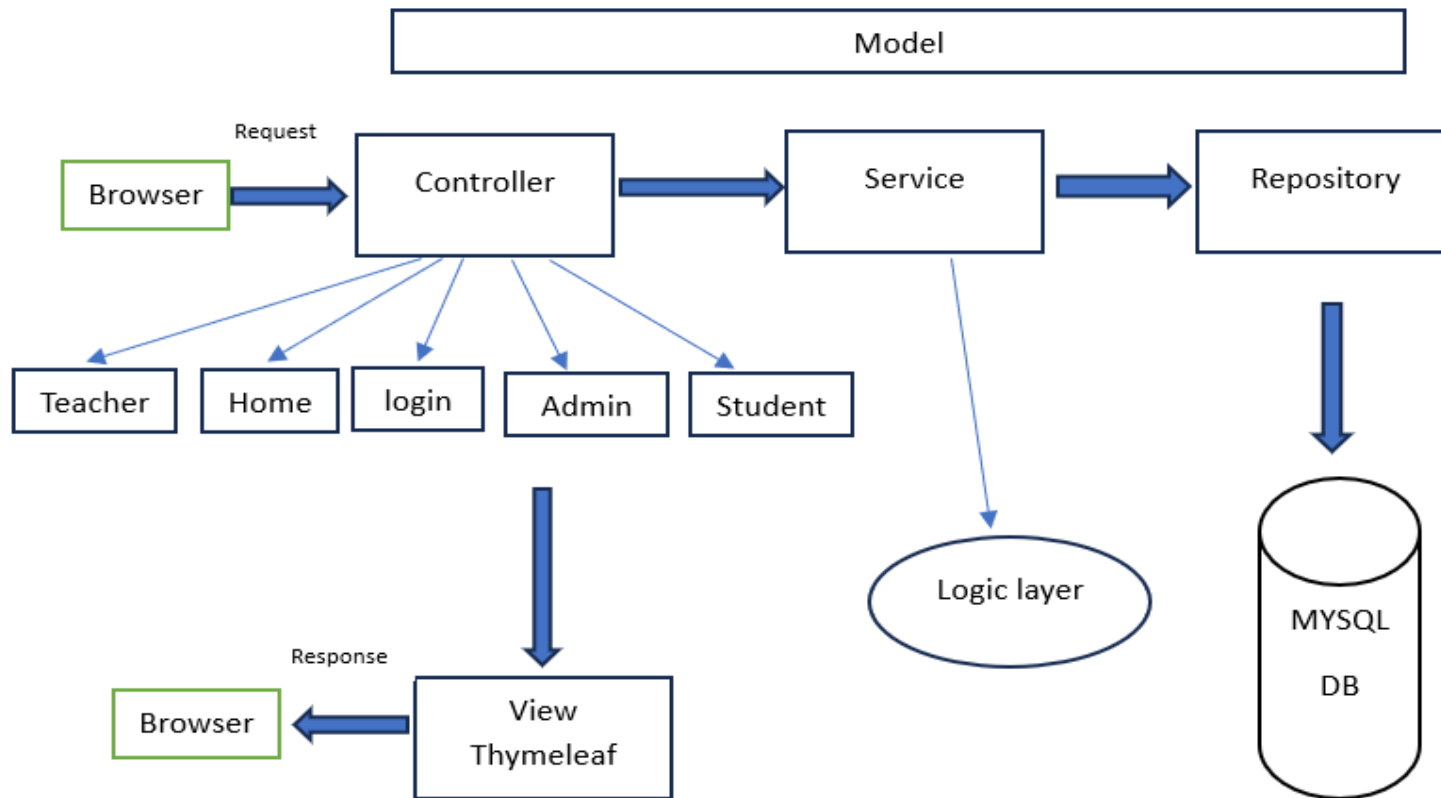 Model
Request
Browser
Controller
Service
Repository
Teacher
Home
login
Admin
Student
Logic layer
MYSQL
DB
Response
Browser
View
Thymeleaf